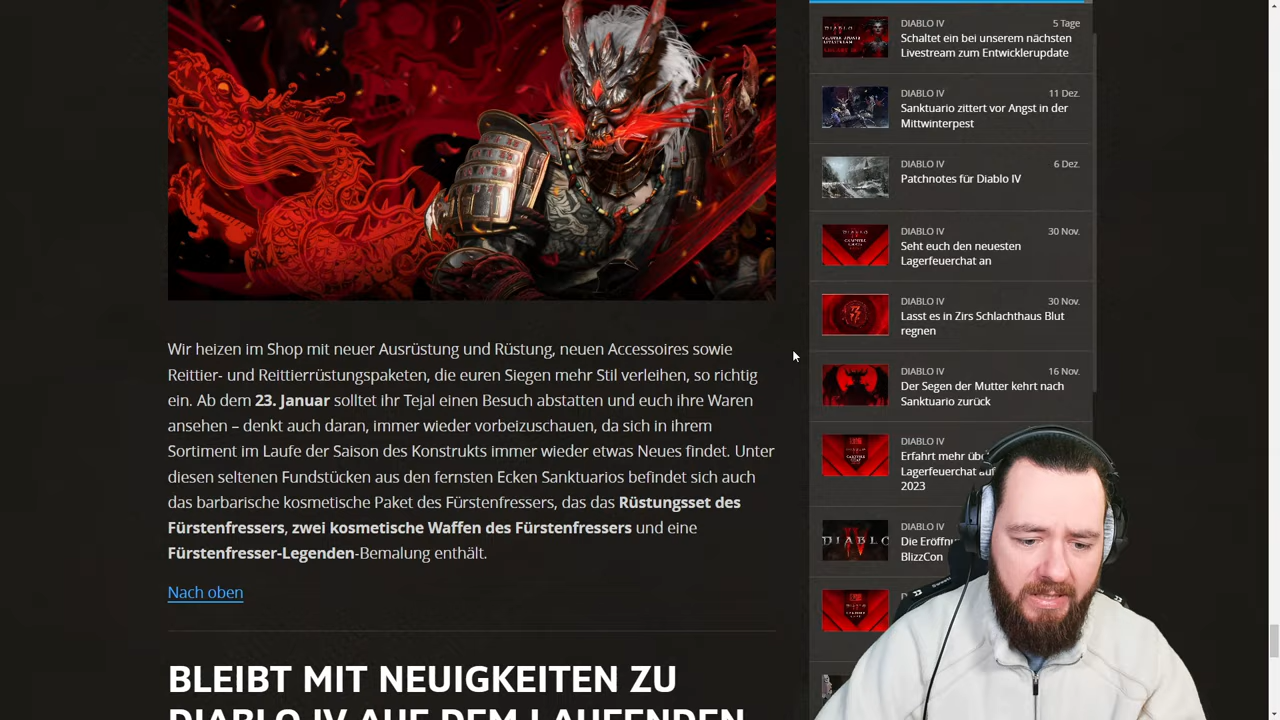 Wir heizen im Shop mit neuer Ausrüstung und Rüstung, neuen Accessoires sowie
Reittier- und Reittierrüstungspaketen, die euren Siegen mehr Stil verleihen, so richtig
ein. Ab dem 23. Januar solltet ihr Tejal einen Besuch abstatten und euch ihre Waren
ansehen – denkt auch daran, immer wieder vorbeizuschauen, da sich in ihrem
Sortiment im Laufe der Saison des Konstrukts immer wieder etwas Neues findet. Unter
diesen seltenen Fundstücken aus den fernsten Ecken Sanktuarios befindet sich auch
das barbarische kosmetische Paket des Fürstenfressers, das das Rüstungsset des
Fürstenfressers, zwei kosmetische Waffen des Fürstenfressers und eine
Fürstenfresser-Legenden-Bemalung enthält.
Nach oben
BLEIBT MIT NEUIGKEITEN ZU
DIABLO IV AUF DEM LAUFENDEN
DIABLO IV 5 Tage
Schaltet ein bei unserem nächsten
Livestream zum Entwicklerupdate
DIABLO IV 11 Dez.
Sanktuario zittert vor Angst in der
Mittwinterpest
DIABLO IV 6 Dez.
Patchnotes für Diablo IV
DIABLO IV 30 Nov.
Seht euch den neuesten
Lagerfeuerchat an
DIABLO IV 30 Nov.
Lasst es in Zirs Schlachthaus Blut
regnen
DIABLO IV 16 Nov.
Der Segen der Mutter kehrt nach
Sanktuario zurück
DIABLO IV
Erfahrt mehr
Lagerfeuerchat
2023
DIABLO IV
Die
BlizzCon